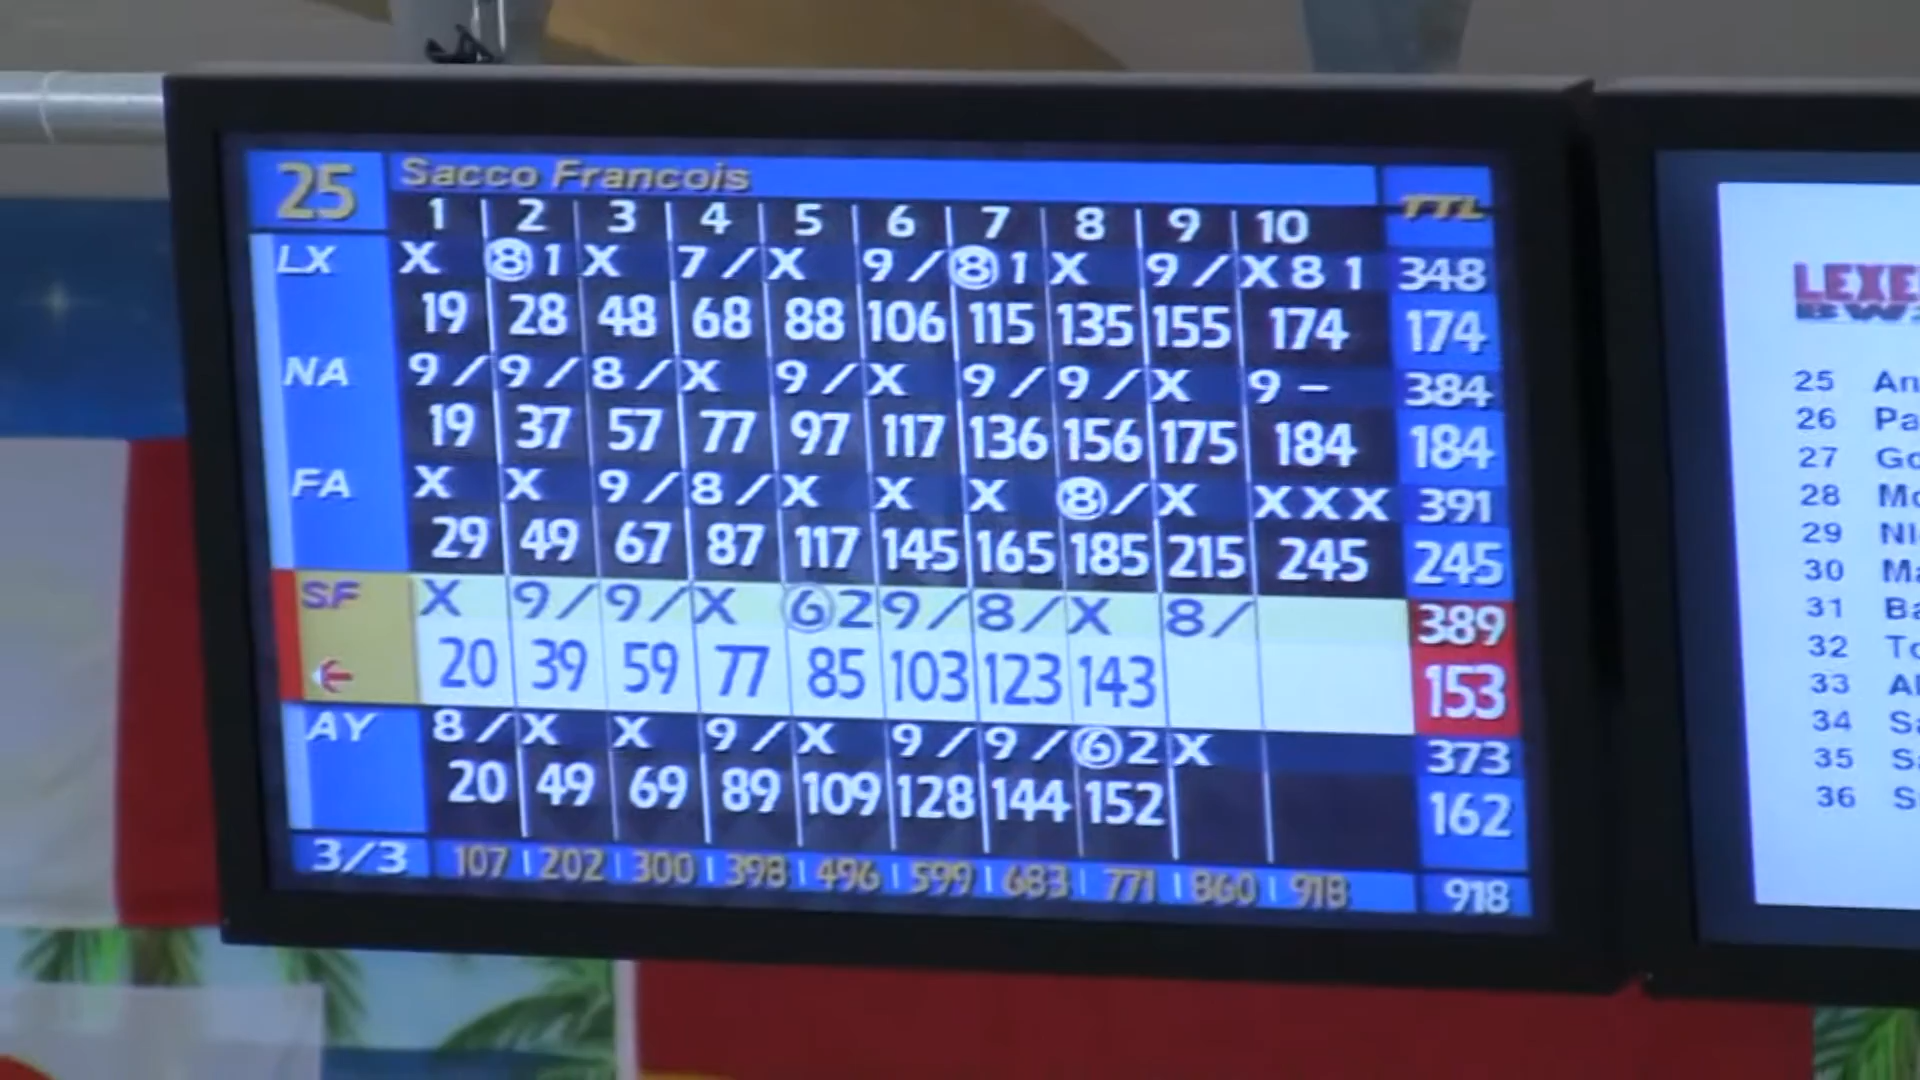 25 Sacco Francois TTL
1 2 3 4 5 6 7 8 9 10
LX X 8 1 X 7 / X 9 / 8 1 X 9 / X 8 1 348
19 28 48 68 88 106 115 135 155 174 174
NA 9 / 9 / 8 / X 9 / X 9 / 9 / X 9 – 384
19 37 57 77 97 117 136 156 175 184 184
FA X X 9 / 8 / X X X 8 / X X X X 391
29 49 67 87 117 145 165 185 215 245 245
SF X 9 / 9 / X 6 2 9 / 8 / X 8 / 389
20 39 59 77 85 103 123 143 153
AY 8 / X X 9 / X 9 / 9 / 6 2 X 373
20 49 69 89 109 128 144 152 162
3/3 107 202 300 398 496 599 683 771 860 918 918
25 An
26 Pa
27 Go
28 Mo
29 NI
30 Ma
31 Ba
32 To
33 Al
34 Sa
35 Sa
36 S